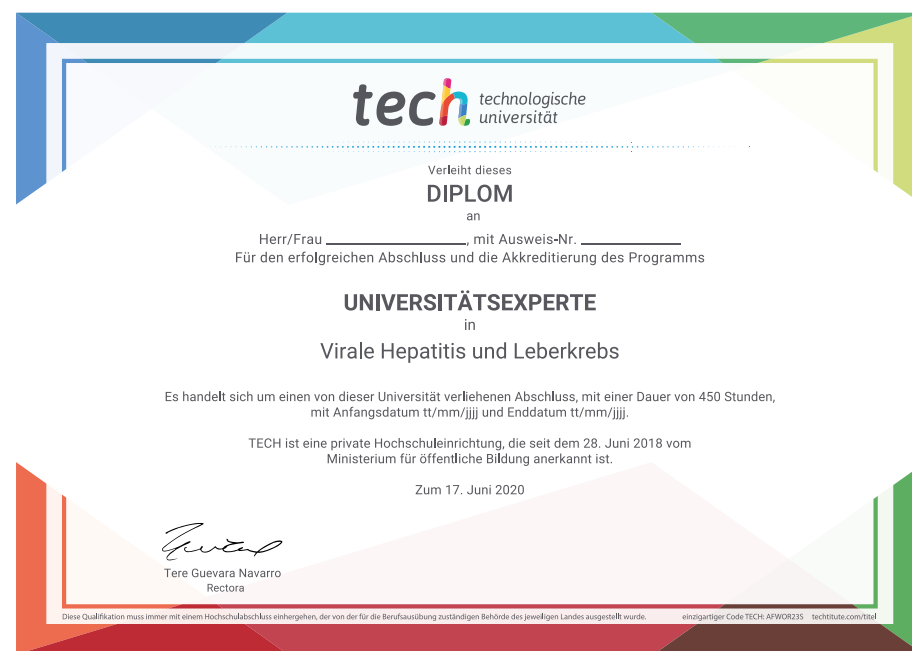 tech technologische
universität
Verleiht dieses
DIPLOM
an
Herr/Frau ____________________, mit Ausweis-Nr. ______________
Für den erfolgreichen Abschluss und die Akkreditierung des Programms
UNIVERSITÄTSEXPERTE
in
Virale Hepatitis und Leberkrebs
Es handelt sich um einen von dieser Universität verliehenen Abschluss, mit einer Dauer von 450 Stunden,
mit Anfangsdatum tt/mm/jjjj und Enddatum tt/mm/jjjj.
TECH ist eine private Hochschuleinrichtung, die seit dem 28. Juni 2018 vom
Ministerium für öffentliche Bildung anerkannt ist.
Zum 17. Juni 2020
Tere Guevara Navarro
Rectora
Diese Qualifikation muss immer mit einem Hochschulabschluss einhergehen, der von der für die Berufsausübung zuständigen Behörde des jeweiligen Landes ausgestellt wurde. einzigartiger Code TECH: AFWOR23S techtitute.com/titel